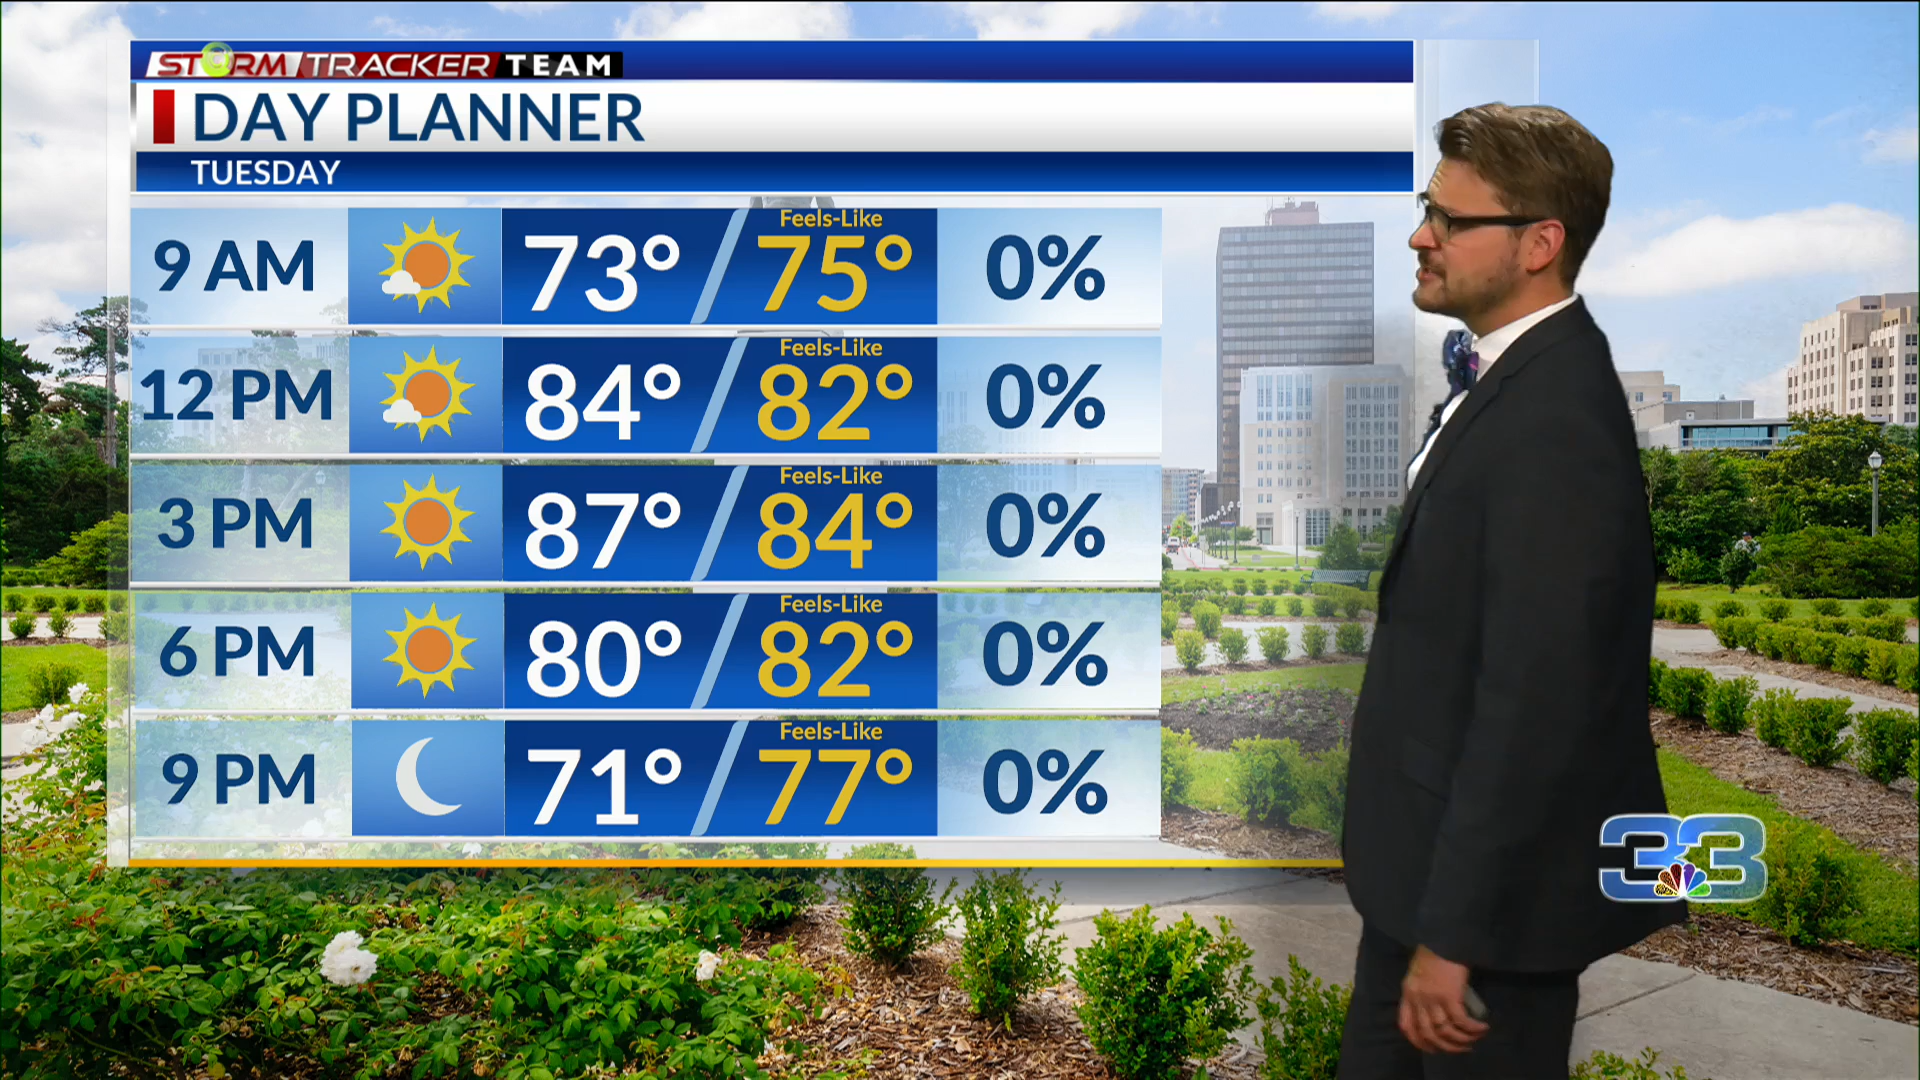 STORM TRACKER TEAM
DAY PLANNER
TUESDAY
9 AM 73° / Feels-Like 75° 0%
12 PM 84° / Feels-Like 82° 0%
3 PM 87° / Feels-Like 84° 0%
6 PM 80° / Feels-Like 82° 0%
9 PM 71° / Feels-Like 77° 0%
33